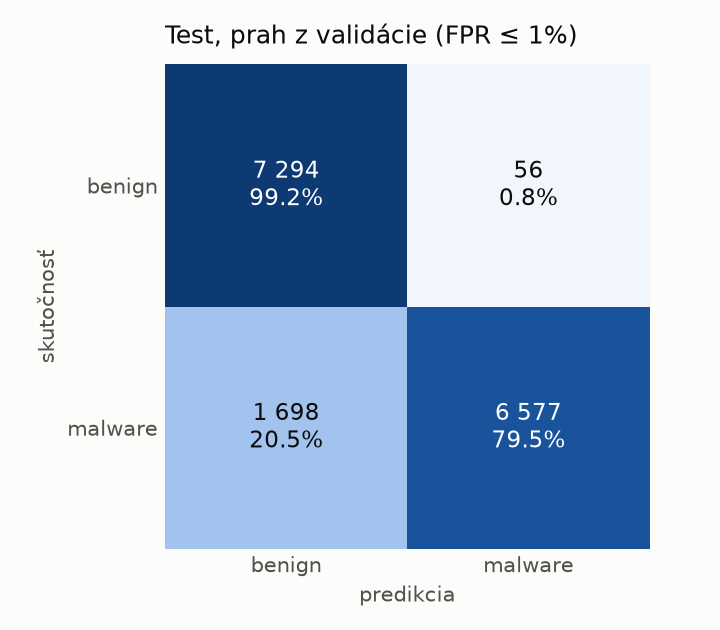 Test, prah z validácie (FPR ≤ 1%)
skutočnosť
benign
7 294
99.2%
56
0.8%
malware
1 698
20.5%
6 577
79.5%
benign
malware
predikcia